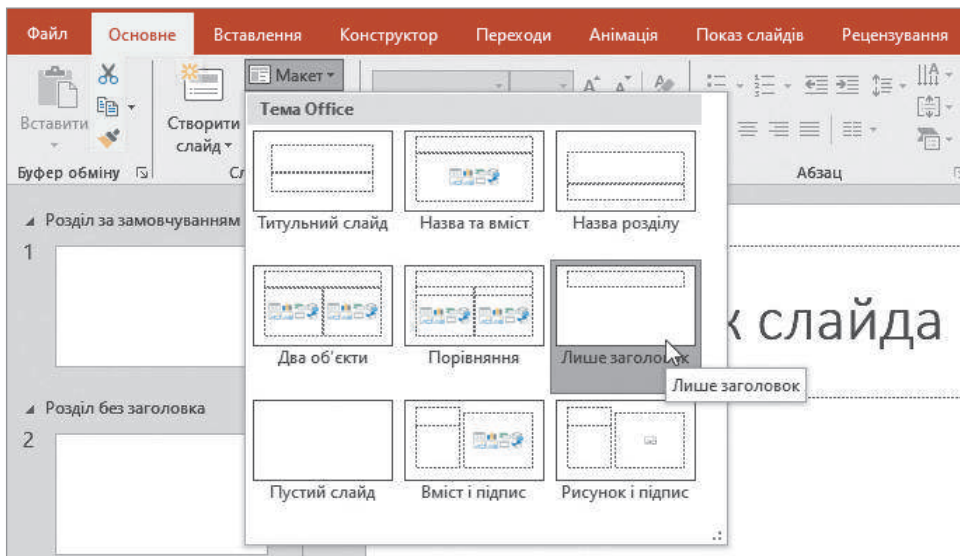 Файл Основне Вставлення Конструктор Переходи Анімація Показ слайдів Рецензування
Вставити
Створити слайд
Макет
Буфер обміну
Абзац
Тема Office
Титульний слайд Назва та вміст Назва розділу
Два об'єкти Порівняння Лише заголовок
Лише заголовок
Пустий слайд Вміст і підпис Рисунок і підпис
Розділ за замовчуванням
1
Розділ без заголовка
2
к слайда